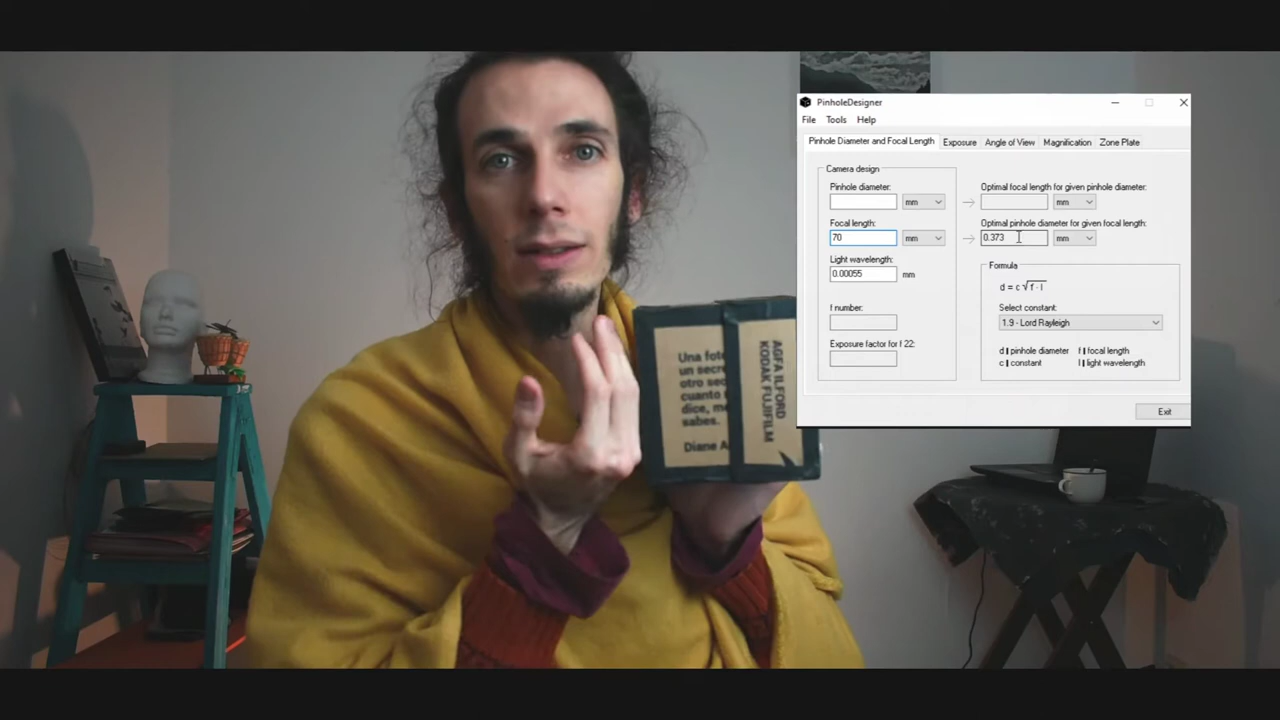 PinholeDesigner
File Tools Help
Pinhole Diameter and Focal Length Exposure Angle of View Magnification Zone Plate
Camera design
Pinhole diameter:
mm
Focal length:
70 mm
Light wavelength:
0.00055 mm
f number:
Exposure factor for f 22:
Optimal focal length for given pinhole diameter:
mm
Optimal pinhole diameter for given focal length:
0.373 mm
Formula
d = c√f · l
Select constant:
1.9 - Lord Rayleigh
d | pinhole diameter f | focal length
c | constant l | light wavelength
Exit
Una foto
un secre
otro sec
cuanto
dice, m
sabes.
Diane A
AGFA ILFORD
KODAK FUJIFILM